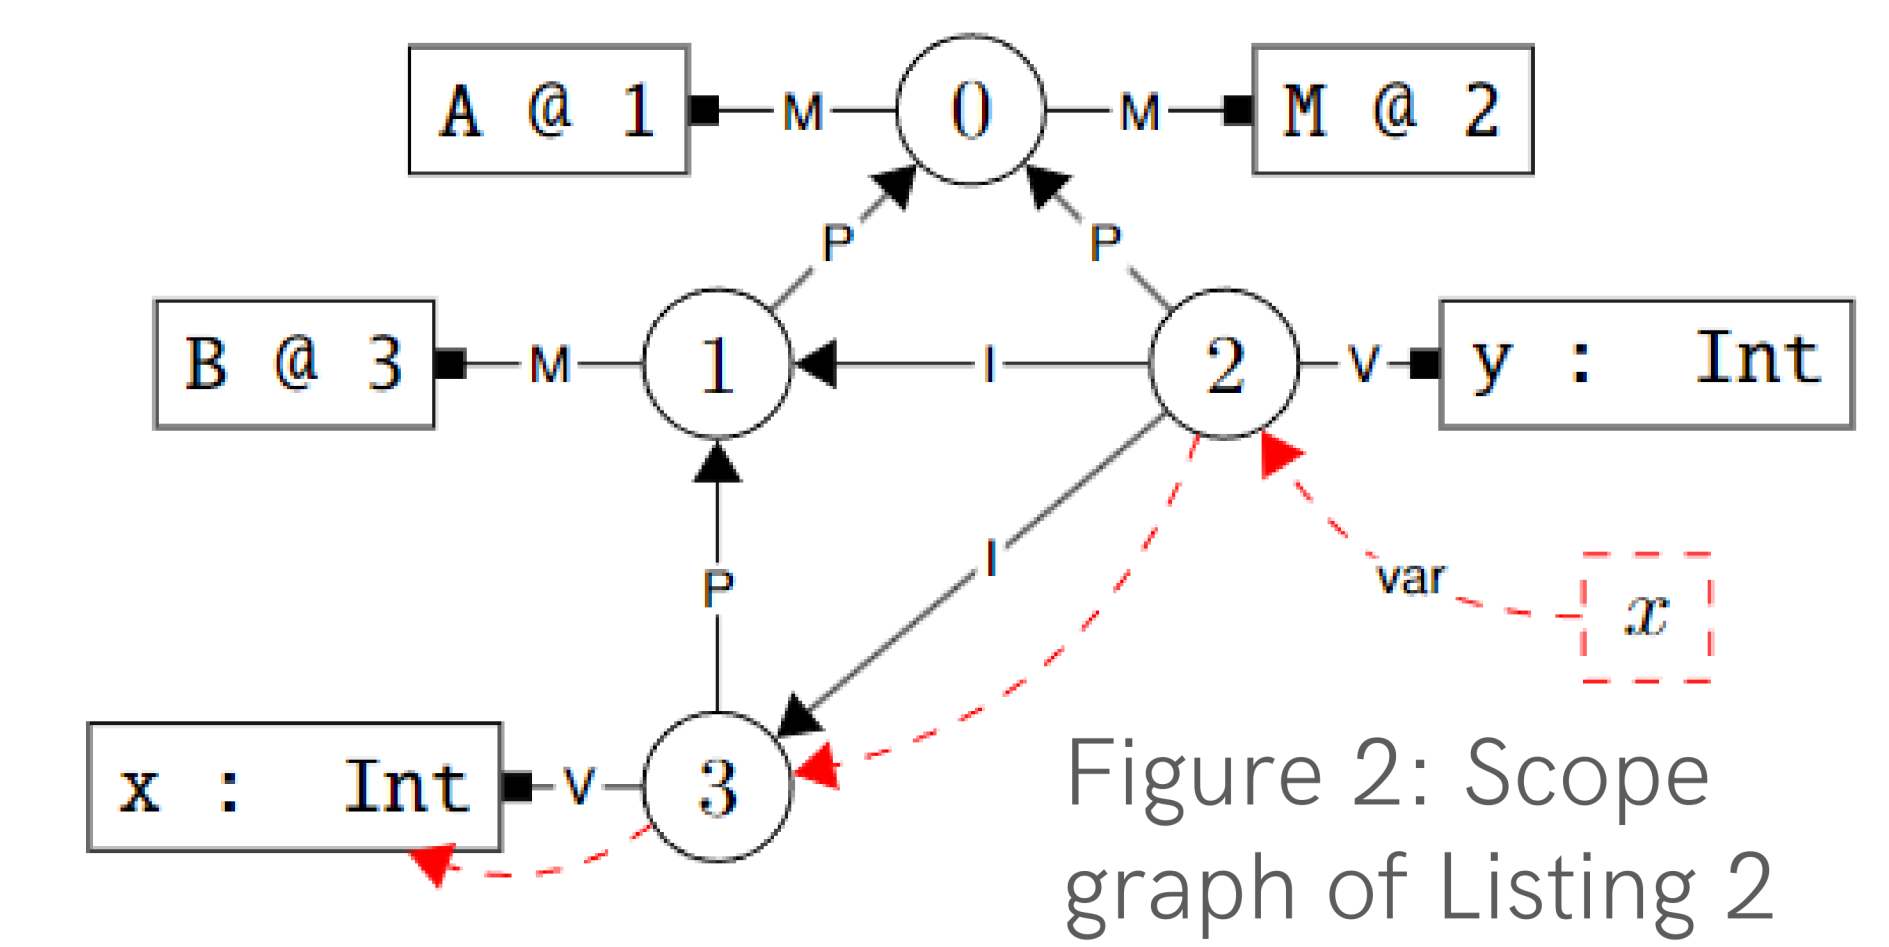 A @ 1
M
0
M
M @ 2
P
P
B @ 3
M
1
I
2
V
y : Int
I
P
var
x
x : Int
V
3
Figure 2: Scope
graph of Listing 2